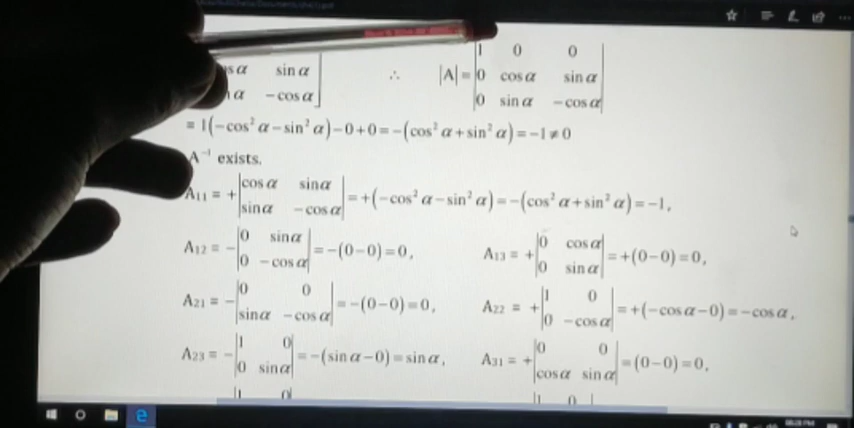 sin α | ∴ |A| = |1 0 0|
α - cos α | |0 cos α sin α|
|0 sin α - cos α|
= 1(-cos² α - sin² α) - 0 + 0 = -(cos² α + sin² α) = -1 ≠ 0
A⁻¹ exists.
A₁₁ = + |cos α sin α; sin α - cos α| = +(-cos² α - sin² α) = -(cos² α + sin² α) = -1,
A₁₂ = - |0 sin α; 0 - cos α| = -(0-0) = 0, A₁₃ = + |0 cos α; 0 sin α| = +(0-0) = 0,
A₂₁ = - |0 0; sin α - cos α| = -(0-0) = 0, A₂₂ = + |1 0; 0 - cos α| = +(-cos α - 0) = -cos α,
A₂₃ = - |1 0; 0 sin α| = -(sin α - 0) = sin α, A₃₁ = + |0 0; cos α sin α| = (0-0) = 0,
|1 0| |1 0|